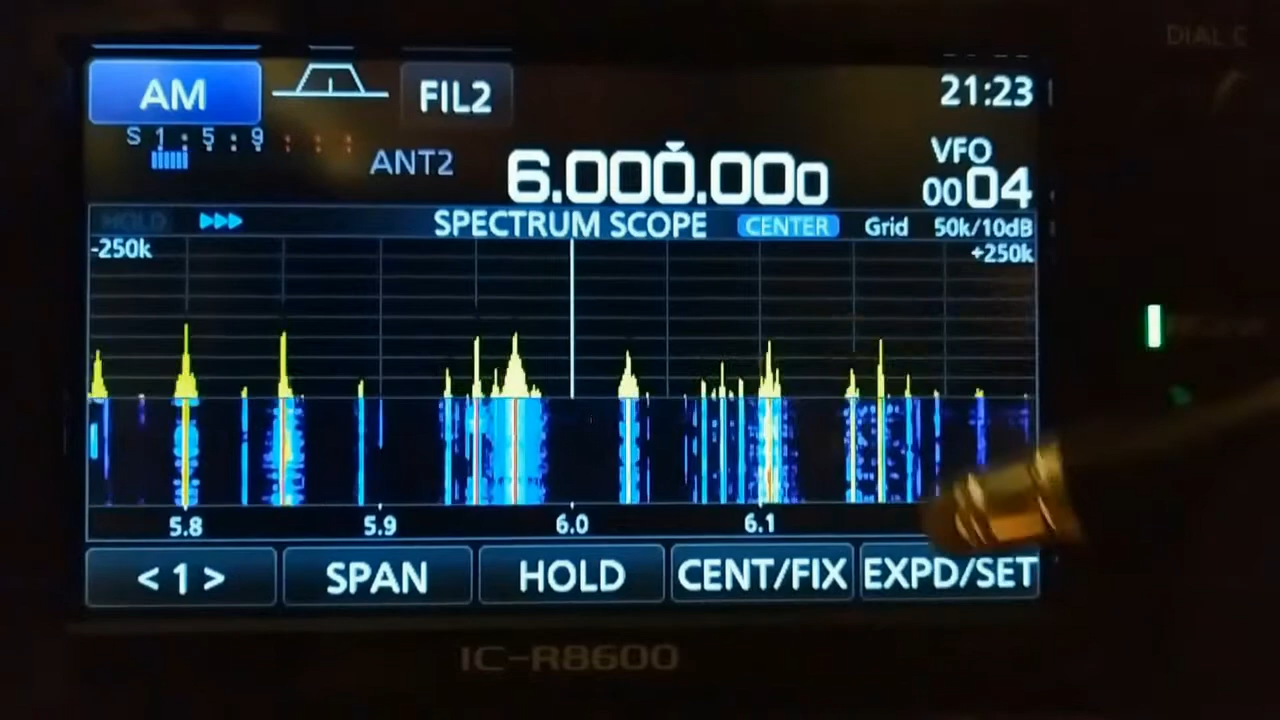 DIAL C
AM FIL2 21:23
S 1 : 5 : 9 : : :
ANT2 6.000.000 VFO
0004
HOLD SPECTRUM SCOPE CENTER Grid 50k/10dB
-250k +250k
5.8 5.9 6.0 6.1
< 1 > SPAN HOLD CENT/FIX EXPD/SET
IC-R8600